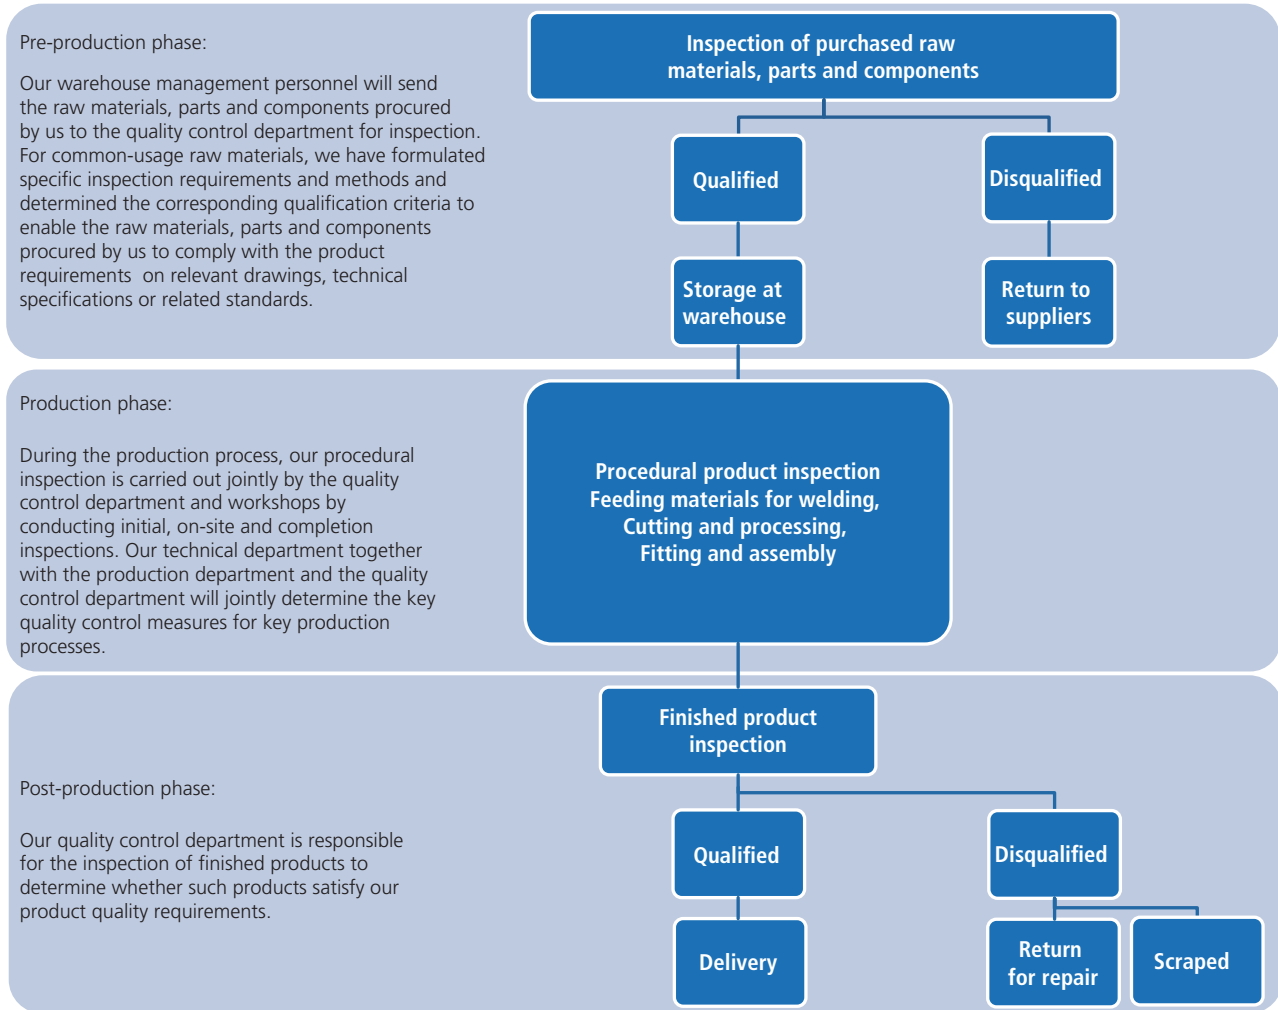 Pre-production phase:
Our warehouse management personnel will send
the raw materials, parts and components procured
by us to the quality control department for inspection.
For common-usage raw materials, we have formulated
specific inspection requirements and methods and
determined the corresponding qualification criteria to
enable the raw materials, parts and components
procured by us to comply with the product
requirements on relevant drawings, technical
specifications or related standards.
Inspection of purchased raw
materials, parts and components
Qualified
Disqualified
Storage at
warehouse
Return to
suppliers
Production phase:
During the production process, our procedural
inspection is carried out jointly by the quality
control department and workshops by
conducting initial, on-site and completion
inspections. Our technical department together
with the production department and the quality
control department will jointly determine the key
quality control measures for key production
processes.
Procedural product inspection
Feeding materials for welding,
Cutting and processing,
Fitting and assembly
Finished product
inspection
Post-production phase:
Our quality control department is responsible
for the inspection of finished products to
determine whether such products satisfy our
product quality requirements.
Qualified
Disqualified
Delivery
Return
for repair
Scraped